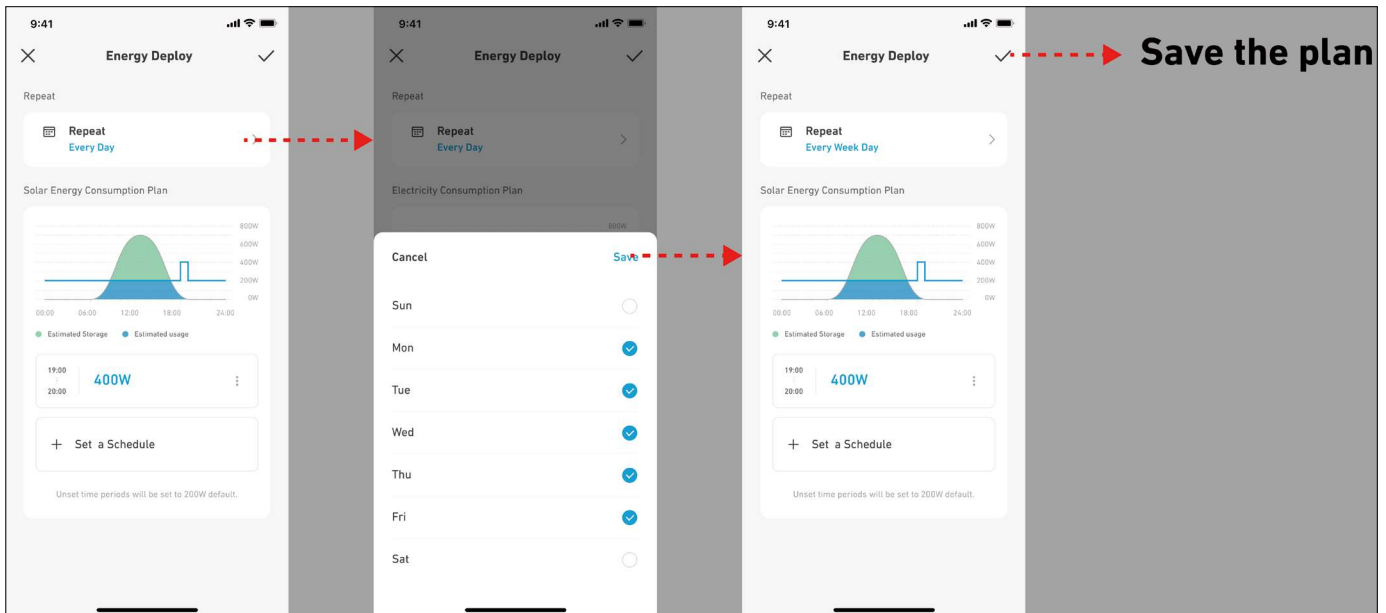 9:41
Energy Deploy
Repeat
Repeat
Every Day
Solar Energy Consumption Plan
800W
600W
400W
200W
0W
00:00 06:00 12:00 18:00 24:00
Estimated Storage Estimated usage
19:00
20:00
400W
+ Set a Schedule
Unset time periods will be set to 200W default.
9:41
Energy Deploy
Repeat
Repeat
Every Day
Electricity Consumption Plan
800W
Cancel Save
Sun
Mon
Tue
Wed
Thu
Fri
Sat
9:41
Energy Deploy
Repeat
Repeat
Every Week Day
Solar Energy Consumption Plan
800W
600W
400W
200W
0W
00:00 06:00 12:00 18:00 24:00
Estimated Storage Estimated usage
19:00
20:00
400W
+ Set a Schedule
Unset time periods will be set to 200W default.
Save the plan